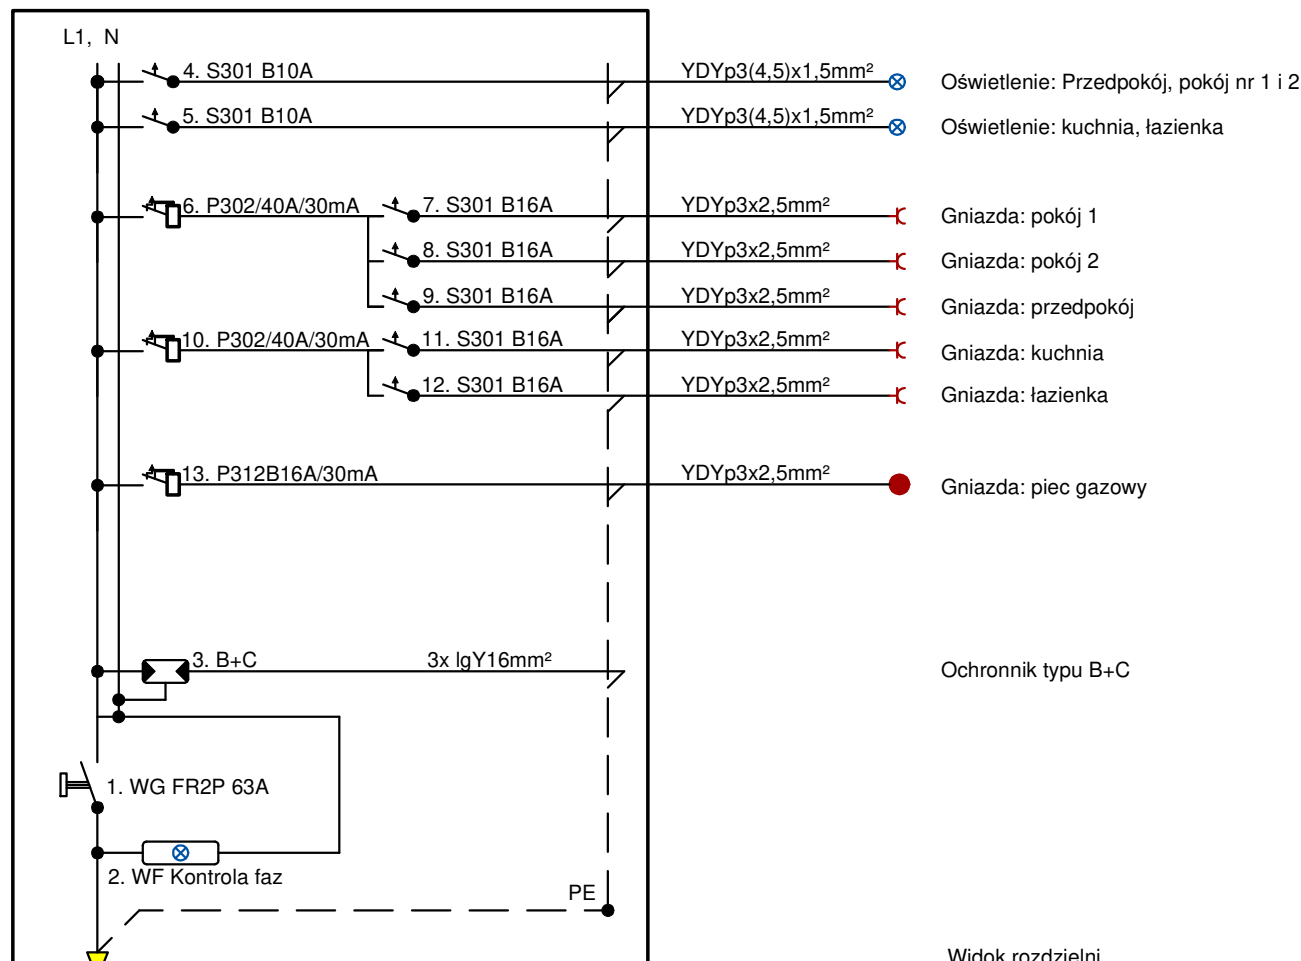 L1, N
4. S301 B10A YDYp3(4,5)x1,5mm² Oświetlenie: Przedpokój, pokój nr 1 i 2
5. S301 B10A YDYp3(4,5)x1,5mm² Oświetlenie: kuchnia, łazienka
6. P302/40A/30mA 7. S301 B16A YDYp3x2,5mm² Gniazda: pokój 1
8. S301 B16A YDYp3x2,5mm² Gniazda: pokój 2
9. S301 B16A YDYp3x2,5mm² Gniazda: przedpokój
10. P302/40A/30mA 11. S301 B16A YDYp3x2,5mm² Gniazda: kuchnia
12. S301 B16A YDYp3x2,5mm² Gniazda: łazienka
13. P312B16A/30mA YDYp3x2,5mm² Gniazda: piec gazowy
3. B+C 3x lgY16mm² Ochronnik typu B+C
1. WG FR2P 63A
2. WF Kontrola faz
PE
Widok rozdzielni